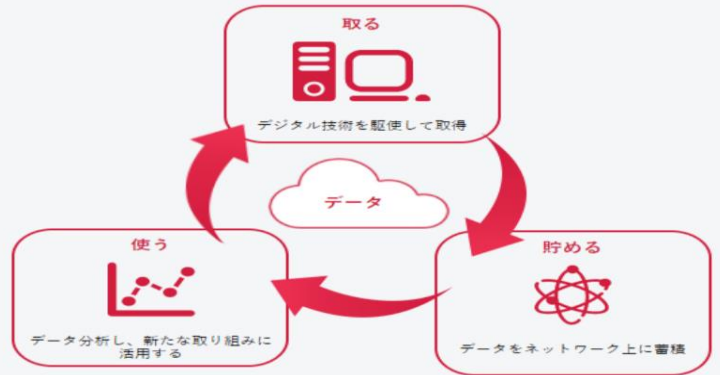 取る
デジタル技術を駆使して取得
データ
使う
データ分析し、新たな取り組みに
活用する
貯める
データをネットワーク上に蓄積